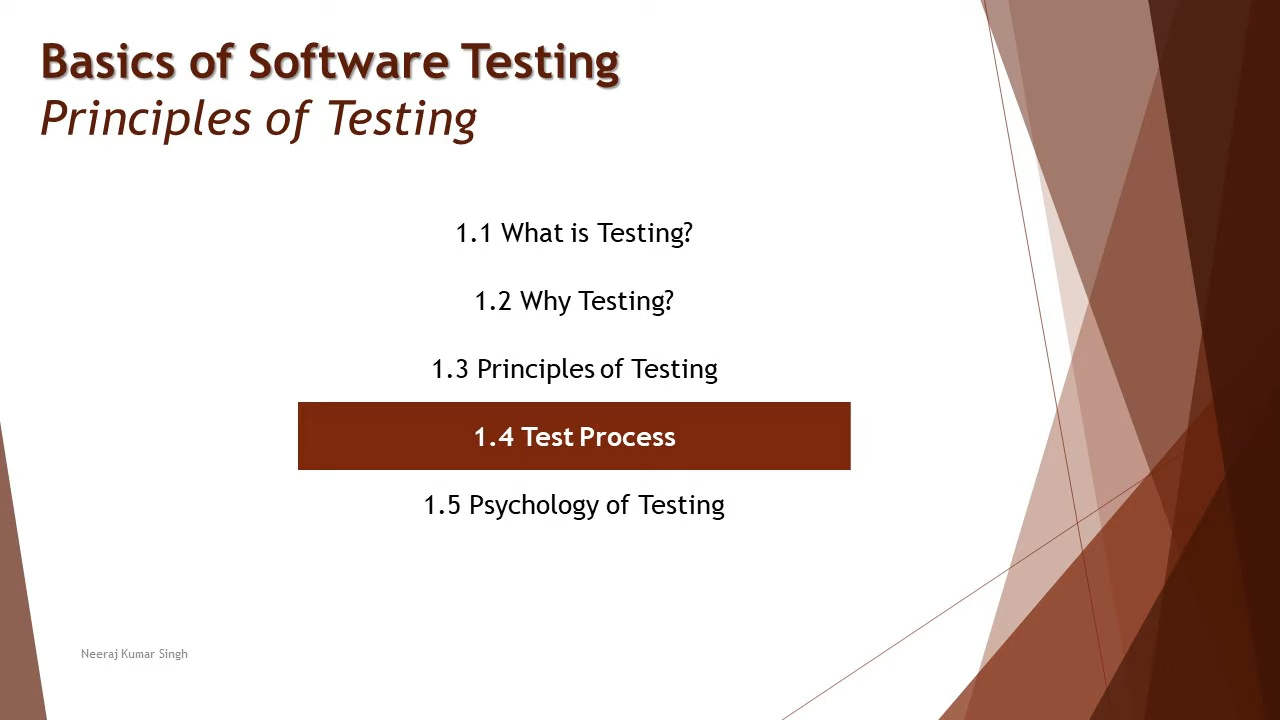 Basics of Software Testing
Principles of Testing
1.1 What is Testing?
1.2 Why Testing?
1.3 Principles of Testing
1.4 Test Process
1.5 Psychology of Testing
Neeraj Kumar Singh